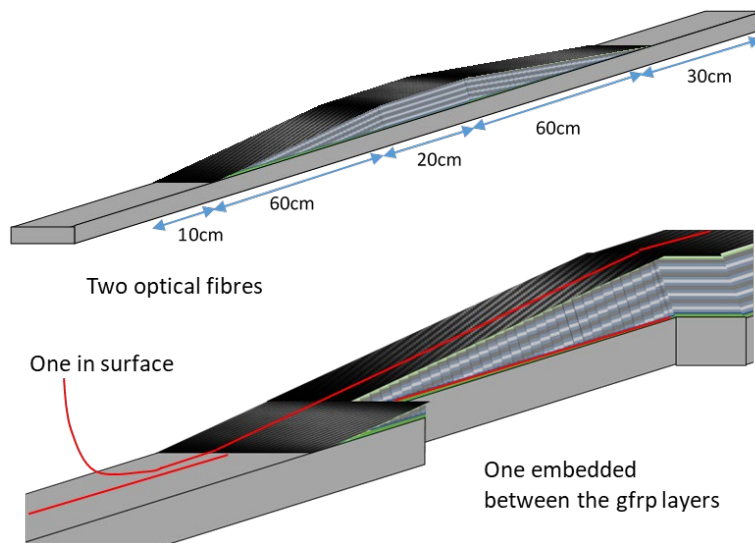 30cm
60cm
20cm
60cm
10cm
Two optical fibres
One in surface
One embedded
between the gfrp layers